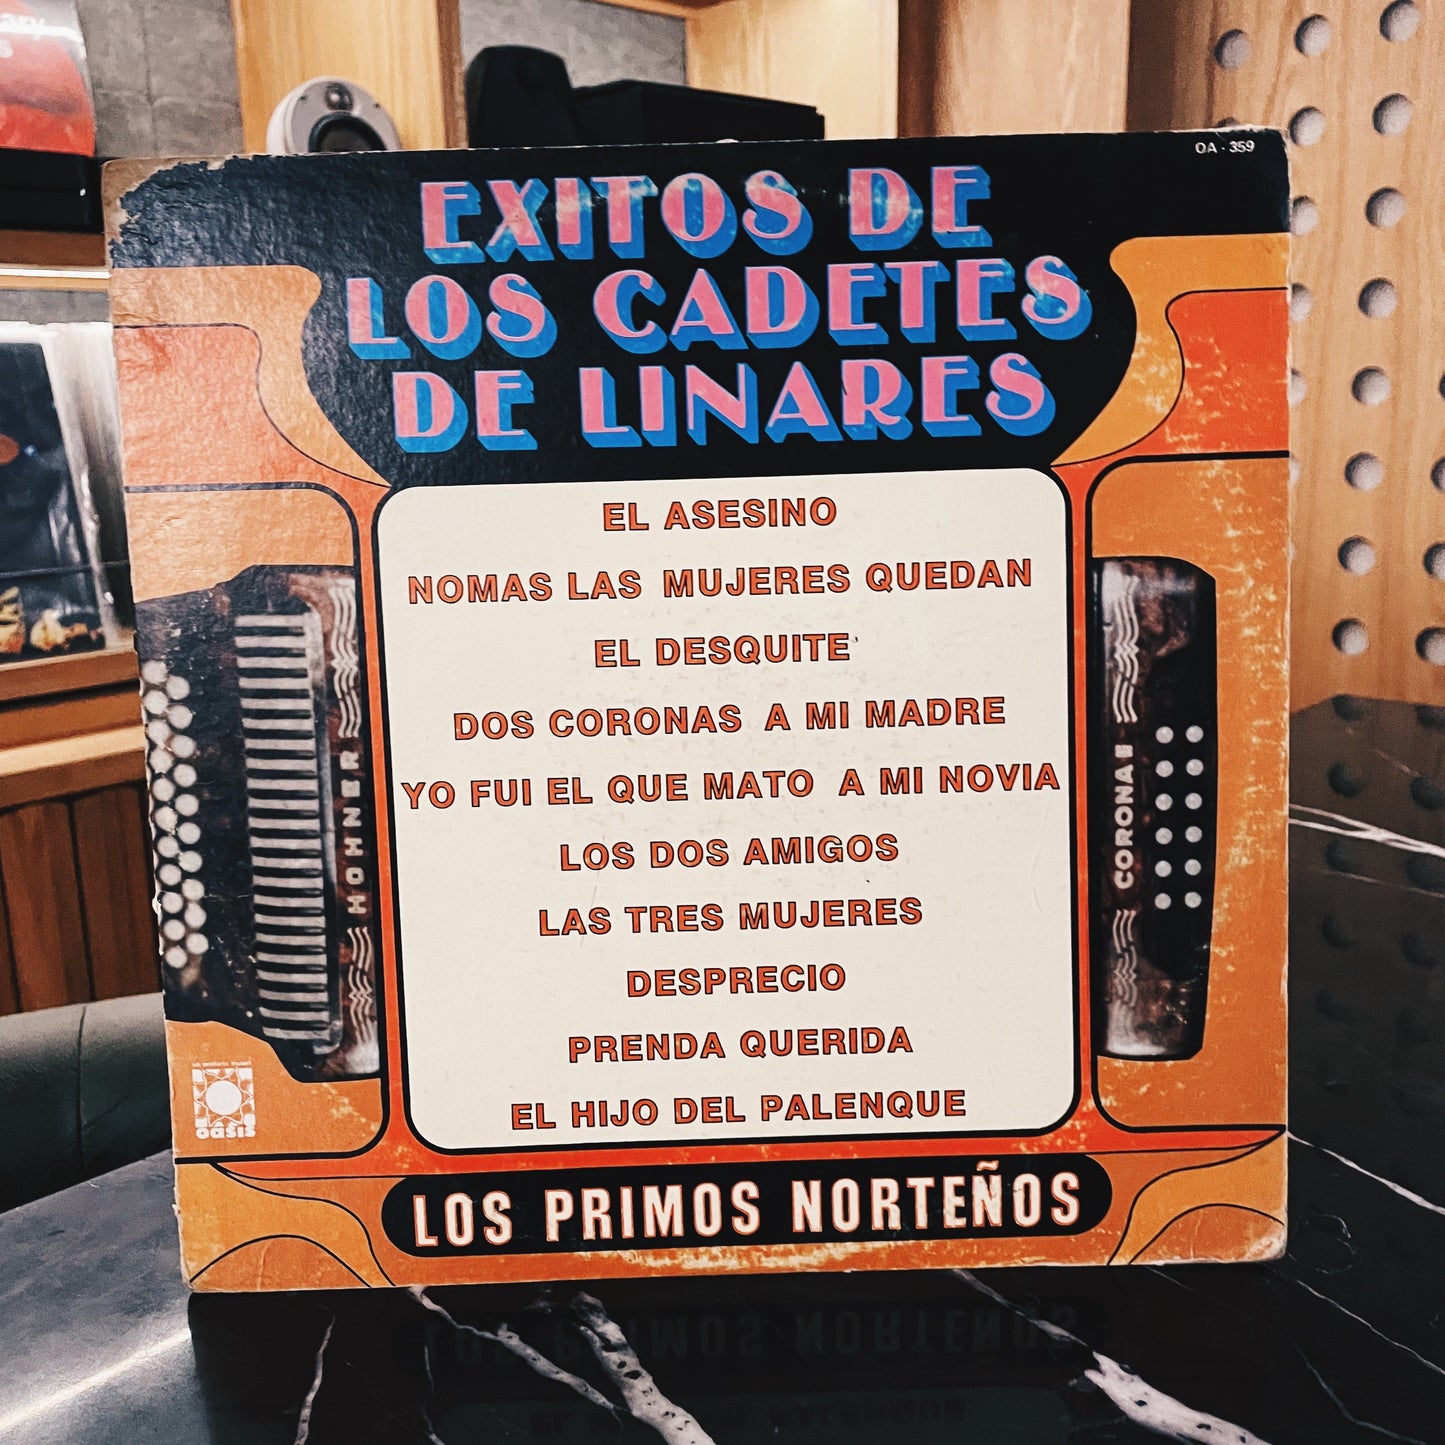 ary
s
OA - 359
EXITOS DE
LOS CADETES
DE LINARES
EL ASESINO
NOMAS LAS MUJERES QUEDAN
EL DESQUITE
DOS CORONAS A MI MADRE
YO FUI EL QUE MATO A MI NOVIA
LOS DOS AMIGOS
LAS TRES MUJERES
DESPRECIO
PRENDA QUERIDA
EL HIJO DEL PALENQUE
HOHNER
CORONA II
oasis
LOS PRIMOS NORTEÑOS